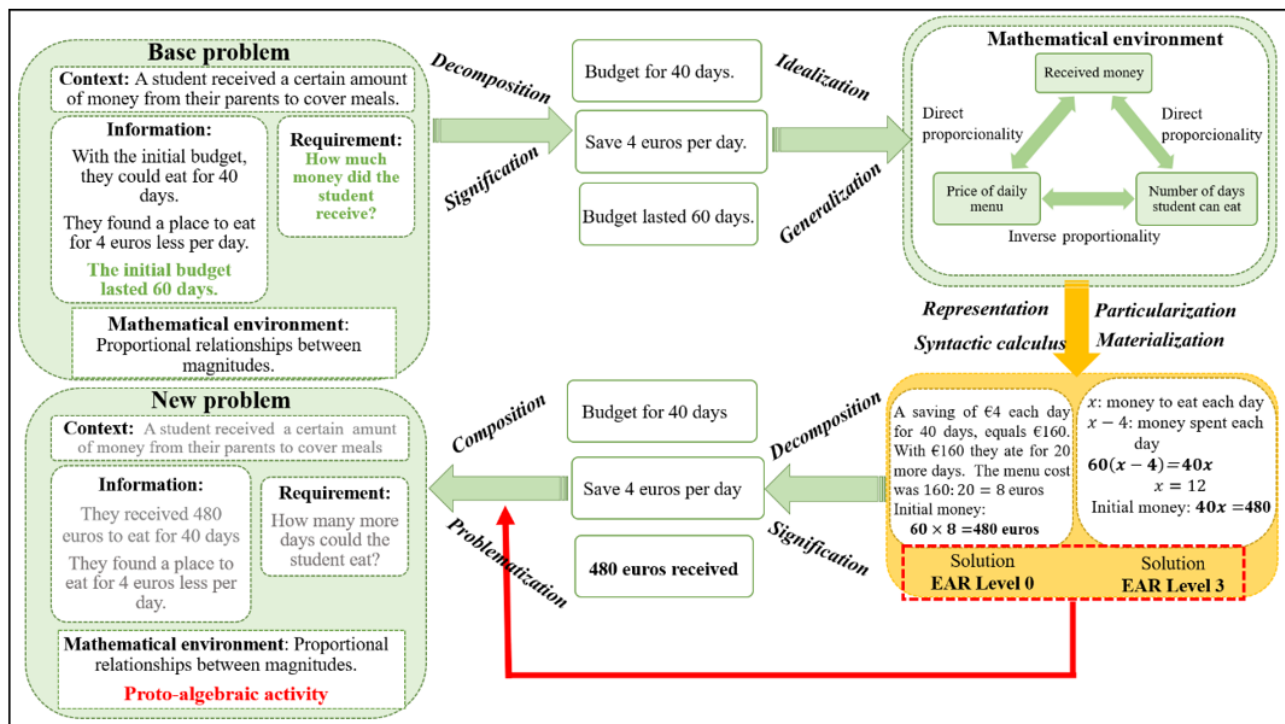 Base problem
Context: A student received a certain amount
of money from their parents to cover meals.
Information:
With the initial budget,
they could eat for 40
days.
They found a place to eat
for 4 euros less per day.
The initial budget
lasted 60 days.
Requirement:
How much
money did the
student
receive?
Mathematical environment:
Proportional relationships between
magnitudes.
Decomposition
Signification
Budget for 40 days.
Save 4 euros per day.
Budget lasted 60 days.
Idealization
Generalization
Mathematical environment
Received money
Direct
proporcionality
Direct
proporcionality
Price of daily
menu
Number of days
student can eat
Inverse proportionality
Representation
Syntactic calculus
Particularization
Materialization
A saving of €4 each day
for 40 days, equals €160.
With €160 they ate for 20
more days. The menu cost
was 160: 20 = 8 euros
Initial money:
60 × 8 = 480 euros
x: money to eat each day
x − 4: money spent each
day
60(x − 4) = 40x
x = 12
Initial money: 40x = 480
Solution
EAR Level 0
Solution
EAR Level 3
Decomposition
Signification
Budget for 40 days
Save 4 euros per day
480 euros received
Composition
Problematization
New problem
Context: A student received a certain amunt
of money from their parents to cover meals
Information:
They received 480
euros to eat for 40 days
They found a place to
eat for 4 euros less per
day.
Requirement:
How many more
days could the
student eat?
Mathematical environment: Proportional
relationships between magnitudes.
Proto-algebraic activity